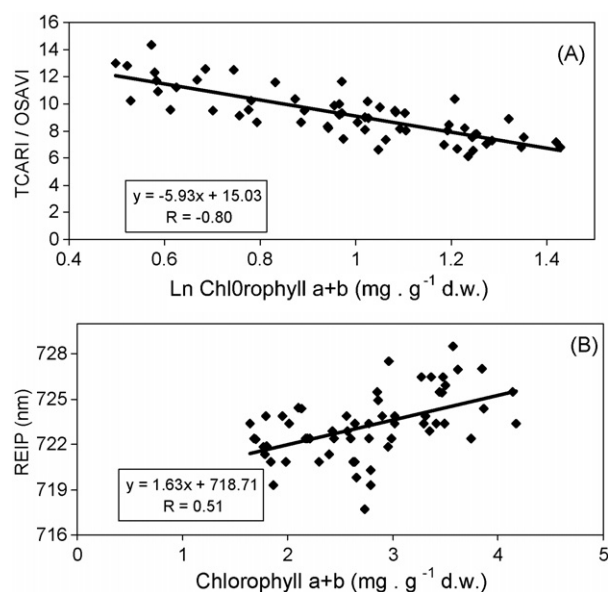 16
(A)
14
12
10
8
6
4
2
0
TCARI / OSAVI
y = -5.93x + 15.03
R = -0.80
0.4 0.6 0.8 1 1.2 1.4
Ln Chl0rophyll a+b (mg . g⁻¹ d.w.)
(B)
728
725
722
719
716
REIP (nm)
y = 1.63x + 718.71
R = 0.51
0 1 2 3 4 5
Chlorophyll a+b (mg . g⁻¹ d.w.)